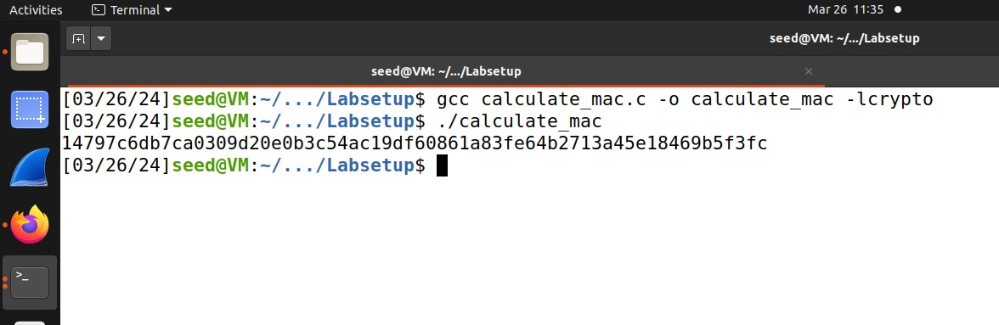 Activities Terminal Mar 26 11:35
seed@VM: ~/.../Labsetup
seed@VM: ~/.../Labsetup ×
[03/26/24]seed@VM:~/.../Labsetup$ gcc calculate_mac.c -o calculate_mac -lcrypto
[03/26/24]seed@VM:~/.../Labsetup$ ./calculate_mac
14797c6db7ca0309d20e0b3c54ac19df60861a83fe64b2713a45e18469b5f3fc
[03/26/24]seed@VM:~/.../Labsetup$